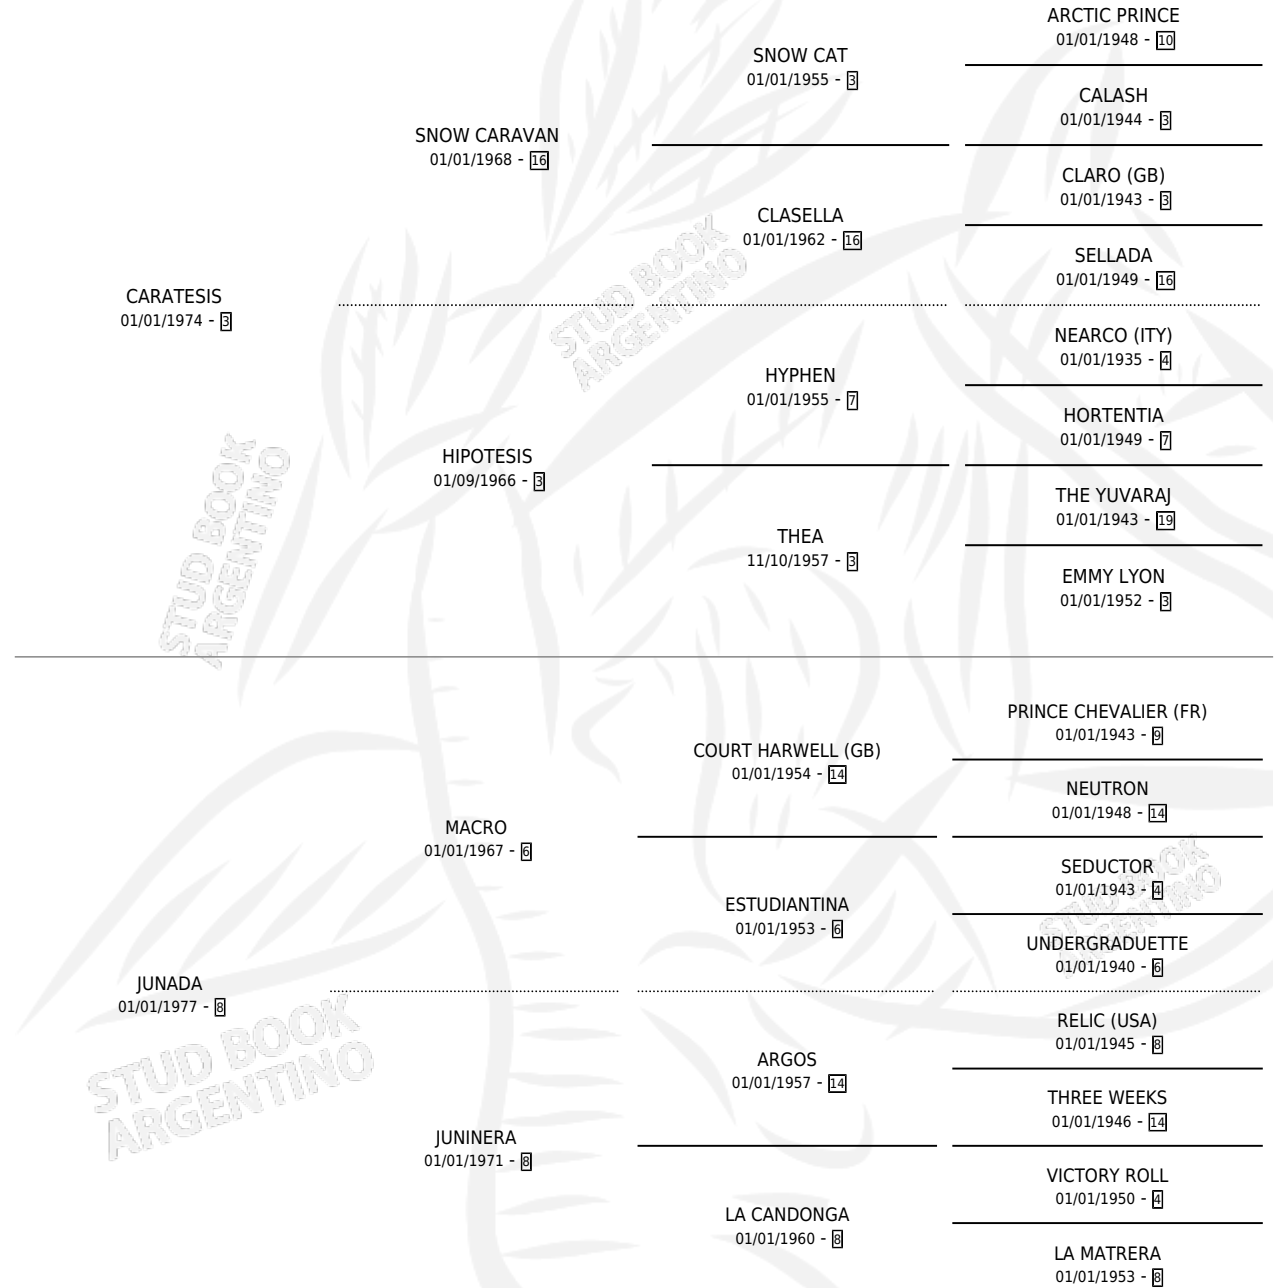 ARCTIC PRINCE
01/01/1948 - 10
SNOW CAT
01/01/1955 - 3
CALASH
01/01/1944 - 3
SNOW CARAVAN
01/01/1968 - 16
CLARO (GB)
01/01/1943 - 3
CLASELLA
01/01/1962 - 16
SELLADA
01/01/1949 - 16
CARATESIS
01/01/1974 - 3
NEARCO (ITY)
01/01/1935 - 4
HYPHEN
01/01/1955 - 7
HORTENTIA
01/01/1949 - 7
HIPOTESIS
01/09/1966 - 3
THE YUVARAJ
01/01/1943 - 19
THEA
11/10/1957 - 3
EMMY LYON
01/01/1952 - 3
PRINCE CHEVALIER (FR)
01/01/1943 - 9
COURT HARWELL (GB)
01/01/1954 - 14
NEUTRON
01/01/1948 - 14
MACRO
01/01/1967 - 6
SEDUCTOR
01/01/1943 - 4
ESTUDIANTINA
01/01/1953 - 6
UNDERGRADUETTE
01/01/1940 - 6
JUNADA
01/01/1977 - 8
RELIC (USA)
01/01/1945 - 8
ARGOS
01/01/1957 - 14
THREE WEEKS
01/01/1946 - 14
JUNINERA
01/01/1971 - 8
VICTORY ROLL
01/01/1950 - 4
LA CANDONGA
01/01/1960 - 8
LA MATRERA
01/01/1953 - 8
STUD BOOK
ARGENTINO
STUD BOOK
ARGENTINO
STUD BOOK
ARGENTINO
STUD BOOK
ARGENTINO